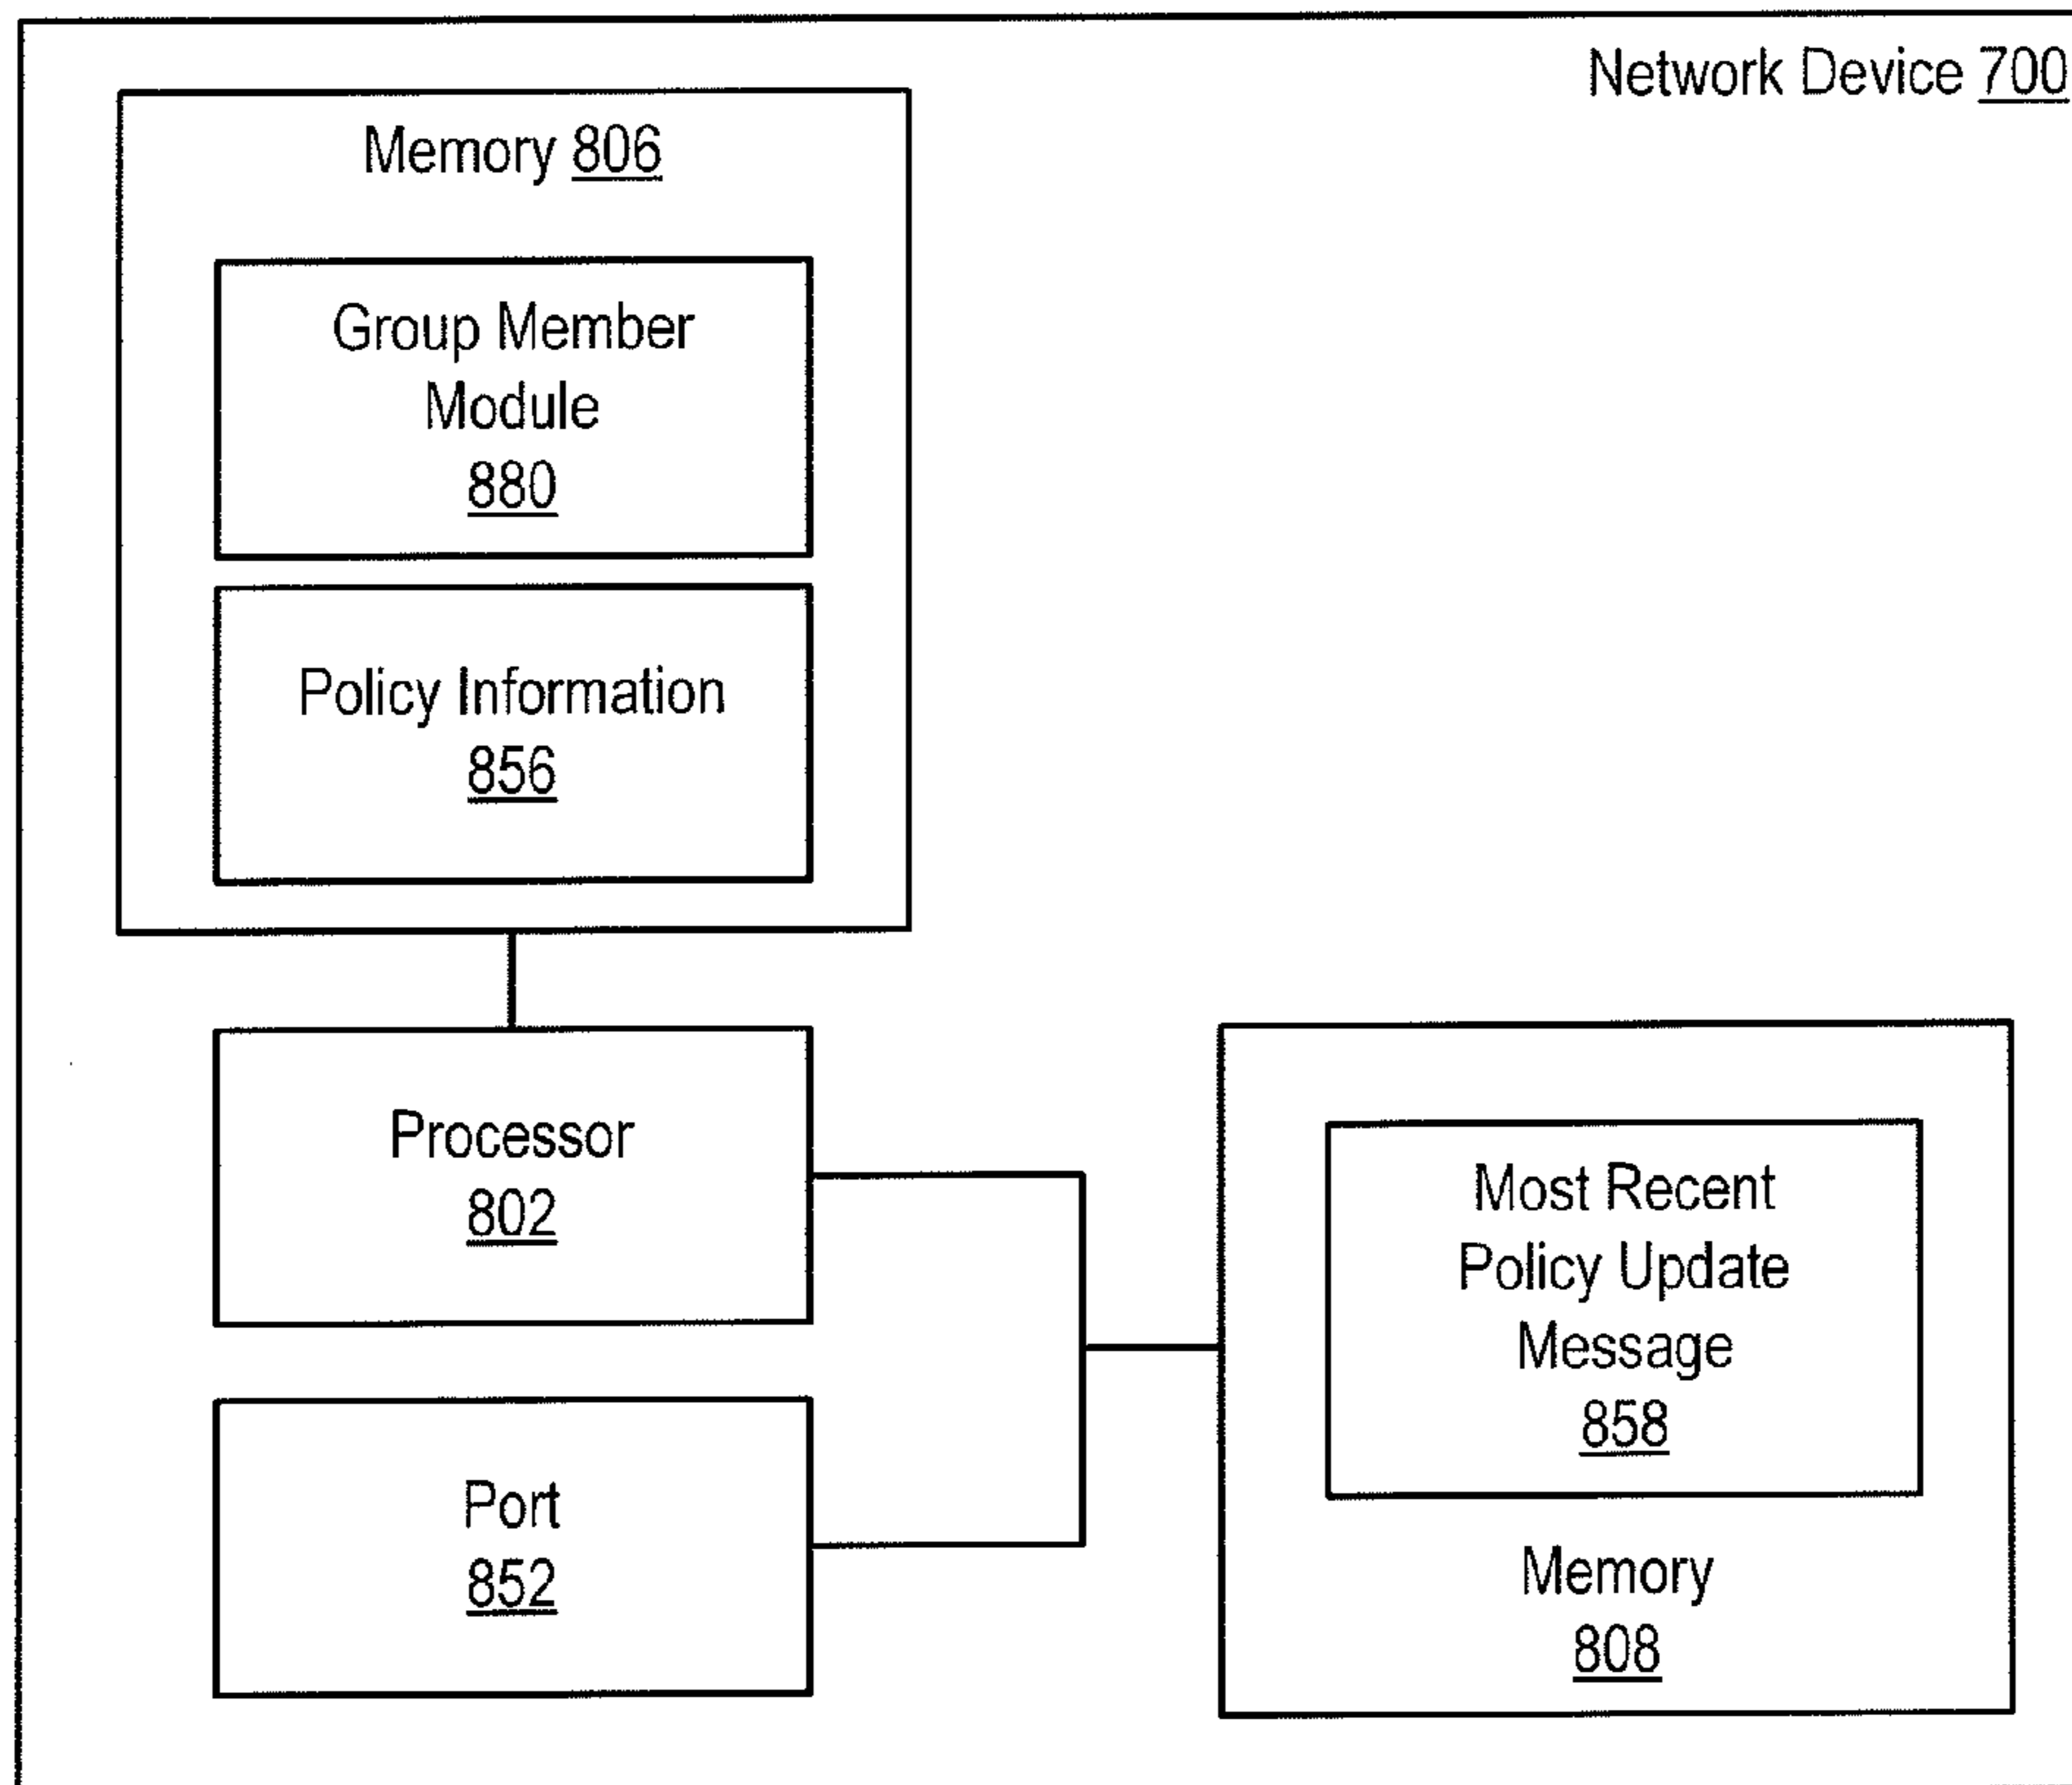 Network Device 700
Memory 806
Group Member
Module
880
Policy Information
856
Processor
802
Port
852
Most Recent
Policy Update
Message
858
Memory
808